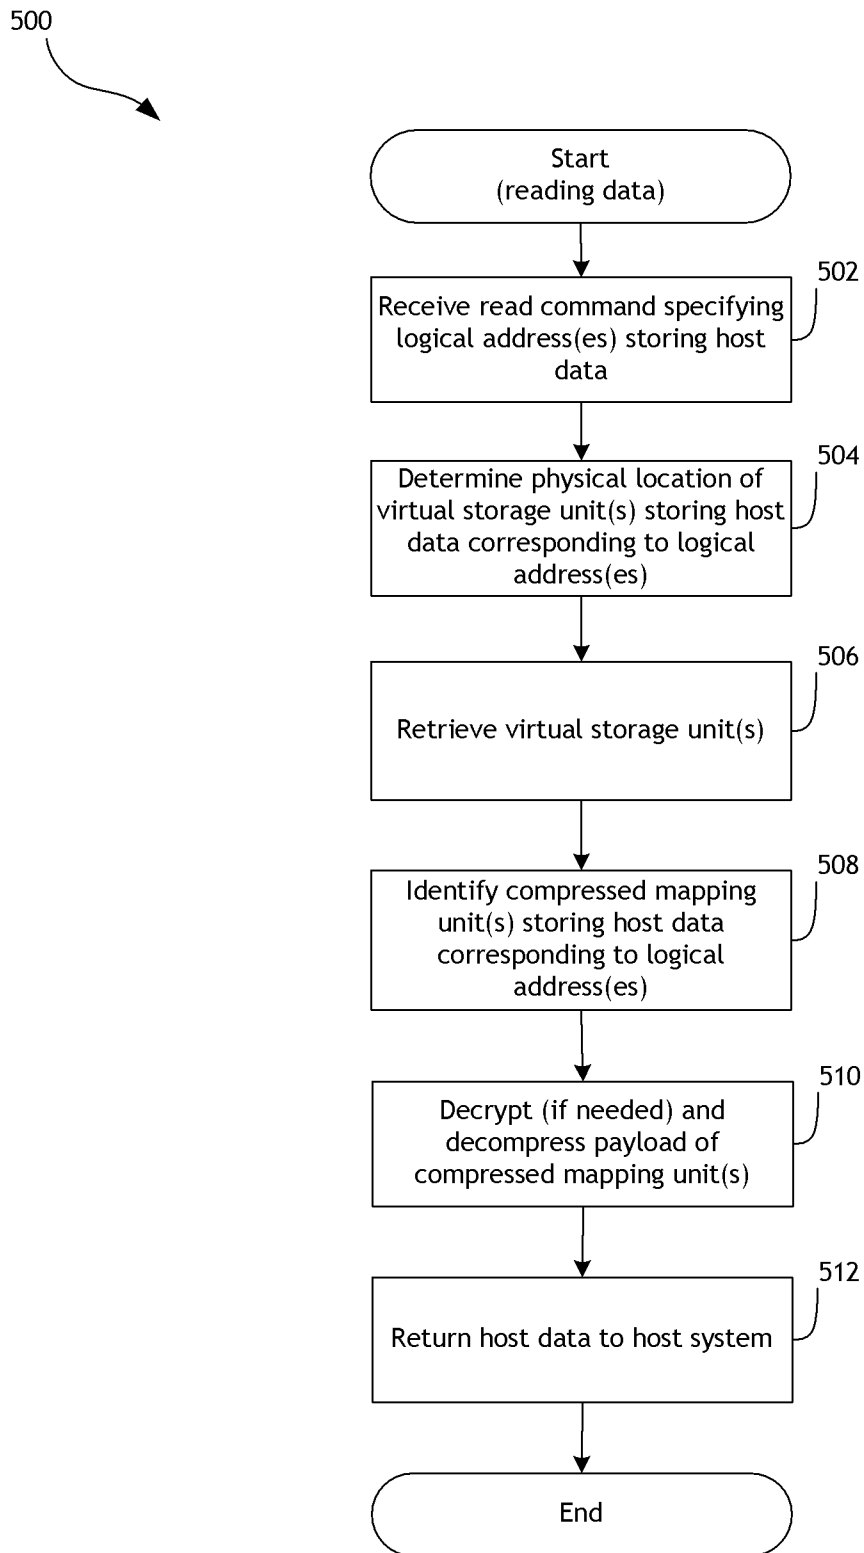 500
Start
(reading data)
502
Receive read command specifying
logical address(es) storing host
data
504
Determine physical location of
virtual storage unit(s) storing host
data corresponding to logical
address(es)
506
Retrieve virtual storage unit(s)
508
Identify compressed mapping
unit(s) storing host data
corresponding to logical
address(es)
510
Decrypt (if needed) and
decompress payload of
compressed mapping unit(s)
512
Return host data to host system
End